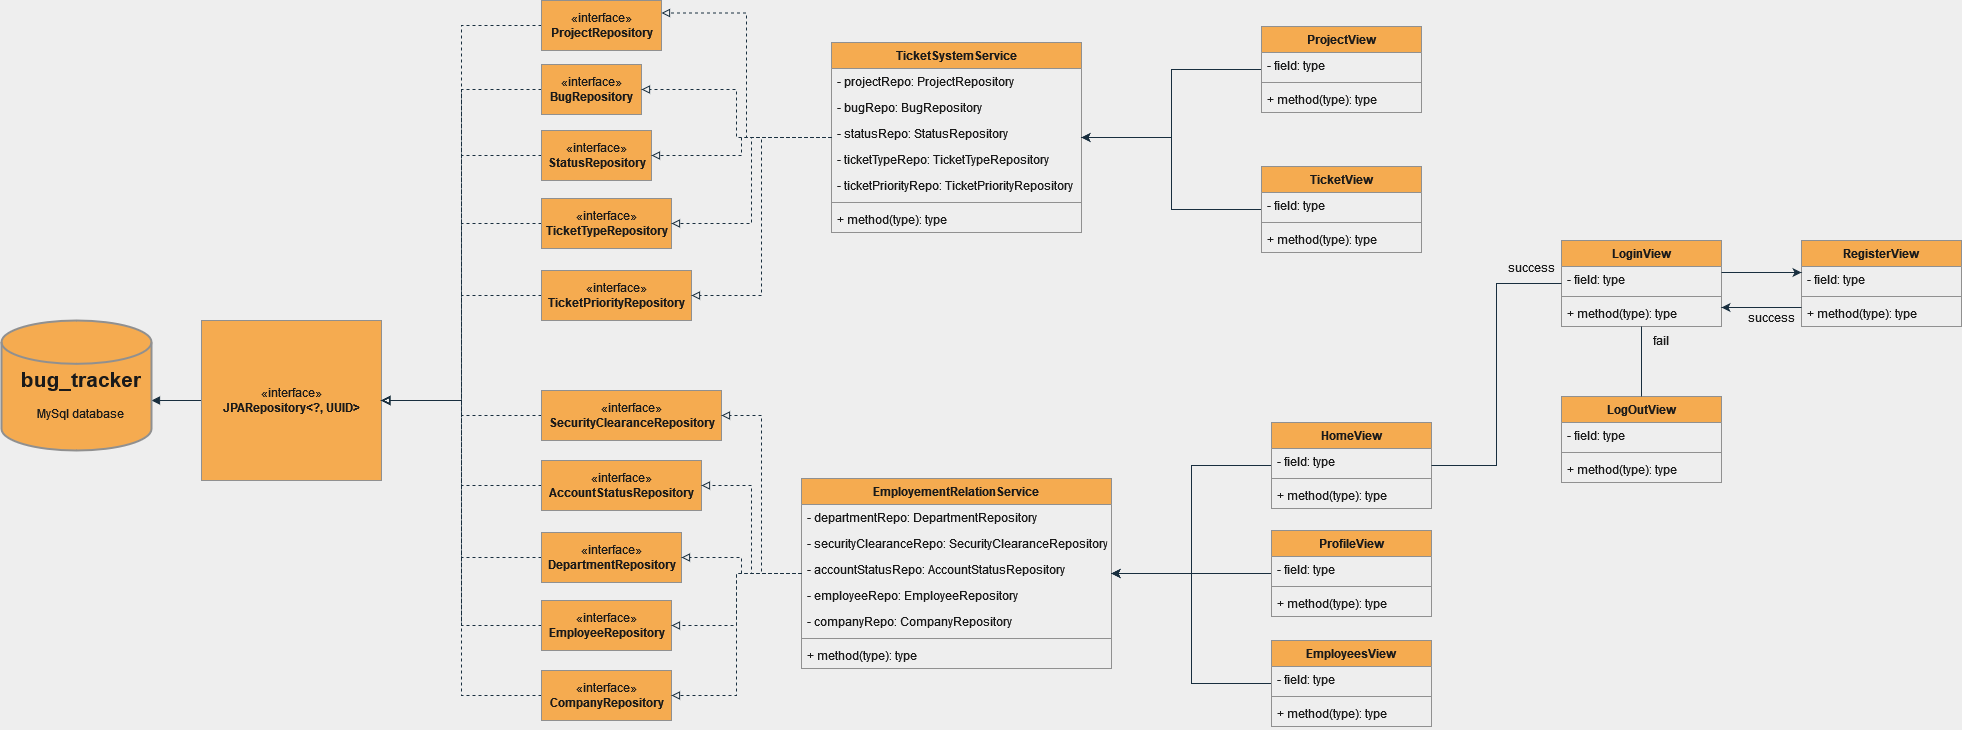 «interface»
ProjectRepository
«interface»
BugRepository
«interface»
StatusRepository
«interface»
TicketTypeRepository
«interface»
TicketPriorityRepository
bug_tracker
MySql database
«interface»
JPARepository<?, UUID>
«interface»
SecurityClearanceRepository
«interface»
AccountStatusRepository
«interface»
DepartmentRepository
«interface»
EmployeeRepository
«interface»
CompanyRepository
TicketSystemService
- projectRepo: ProjectRepository
- bugRepo: BugRepository
- statusRepo: StatusRepository
- ticketTypeRepo: TicketTypeRepository
- ticketPriorityRepo: TicketPriorityRepository
+ method(type): type
EmployementRelationService
- departmentRepo: DepartmentRepository
- securityClearanceRepo: SecurityClearanceRepository
- accountStatusRepo: AccountStatusRepository
- employeeRepo: EmployeeRepository
- companyRepo: CompanyRepository
+ method(type): type
ProjectView
- field: type
+ method(type): type
TicketView
- field: type
+ method(type): type
HomeView
- field: type
+ method(type): type
ProfileView
- field: type
+ method(type): type
EmployeesView
- field: type
+ method(type): type
success
LoginView
- field: type
+ method(type): type
fail
LogOutView
- field: type
+ method(type): type
success
RegisterView
- field: type
+ method(type): type